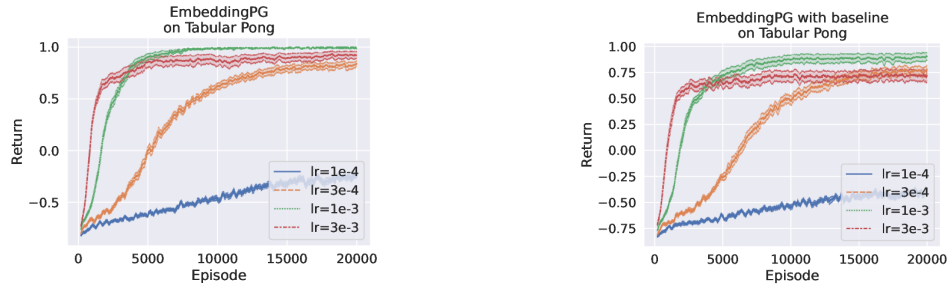 EmbeddingPG
on Tabular Pong
1.0
0.5
0.0
−0.5
Return
lr=1e-4
lr=3e-4
lr=1e-3
lr=3e-3
0
5000
10000
15000
20000
Episode
EmbeddingPG with baseline
on Tabular Pong
1.00
0.75
0.50
0.25
0.00
−0.25
−0.50
−0.75
Return
lr=1e-4
lr=3e-4
lr=1e-3
lr=3e-3
0
5000
10000
15000
20000
Episode